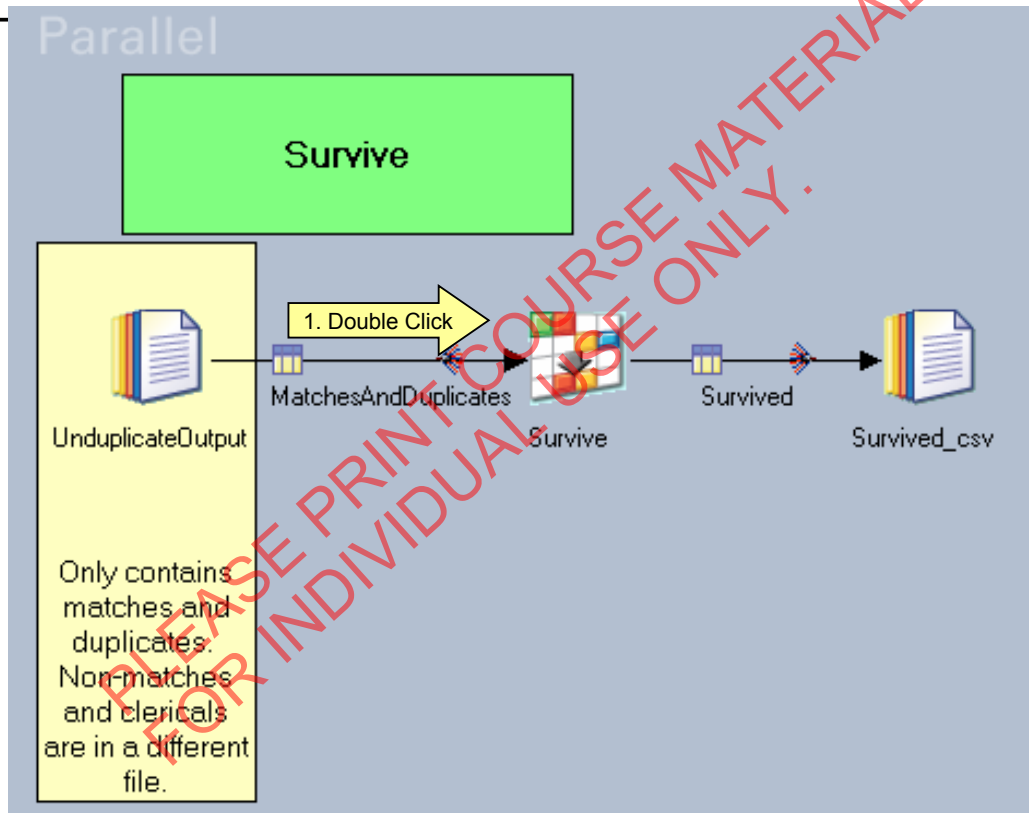 Parallel
Survive
1. Double Click
MatchesAndDuplicates
Survived
UnduplicateOutput
Survive
Survived_csv
Only contains
matches and
duplicates.
Non-matches
and clericals
are in a different
file.
PLEASE PRINT COURSE MATERIAL
FOR INDIVIDUAL USE ONLY.